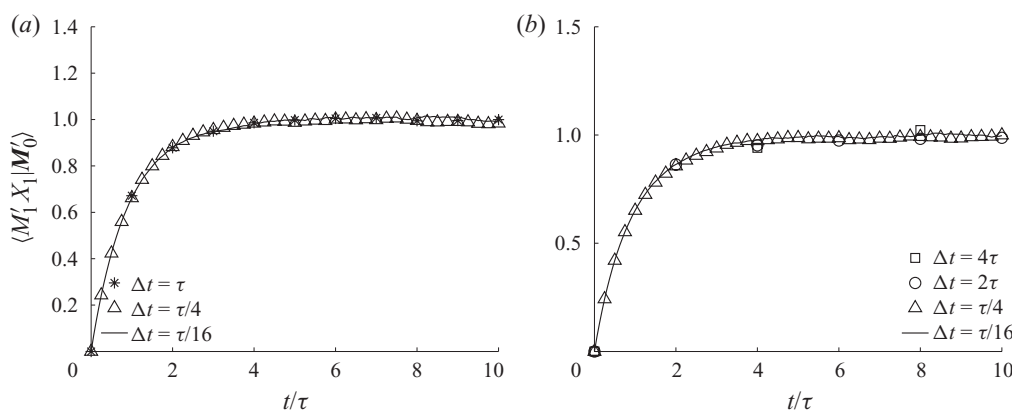 (a)
1.4
1.2
1.0
0.8
0.6
0.4
0.2
0
2
4
6
8
10
t/τ
⟨M′₁X₁|M′₀⟩
Δt = τ
Δt = τ/4
Δt = τ/16
(b)
1.5
1.0
0.5
0
2
4
6
8
10
t/τ
Δt = 4τ
Δt = 2τ
Δt = τ/4
Δt = τ/16